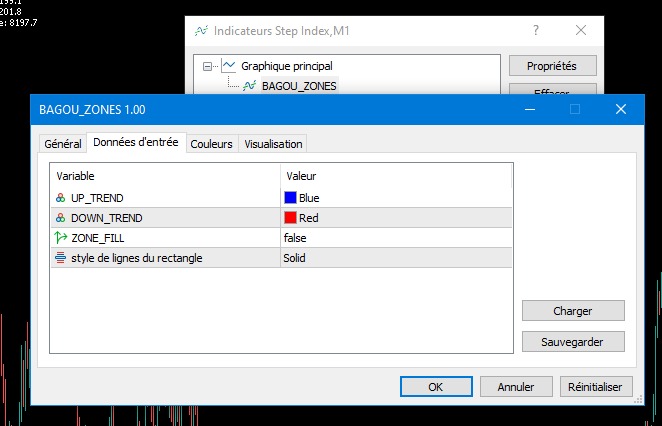 201.8
e: 8197.7
Indicateurs Step Index,M1
?
Graphique principal
BAGOU_ZONES
Propriétés
Effacer
BAGOU_ZONES 1.00
Général
Données d'entrée
Couleurs
Visualisation
Variable
Valeur
UP_TREND
Blue
DOWN_TREND
Red
ZONE_FILL
false
style de lignes du rectangle
Solid
Charger
Sauvegarder
OK
Annuler
Réinitialiser